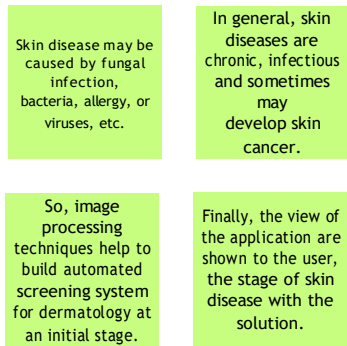 Skin disease may be
caused by fungal
infection,
bacteria, allergy, or
viruses, etc.
In general, skin
diseases are
chronic, infectious
and sometimes
may
develop skin
cancer.
So, image
processing
techniques help to
build automated
screening system
for dermatology at
an initial stage.
Finally, the view of
the application are
shown to the user,
the stage of skin
disease with the
solution.